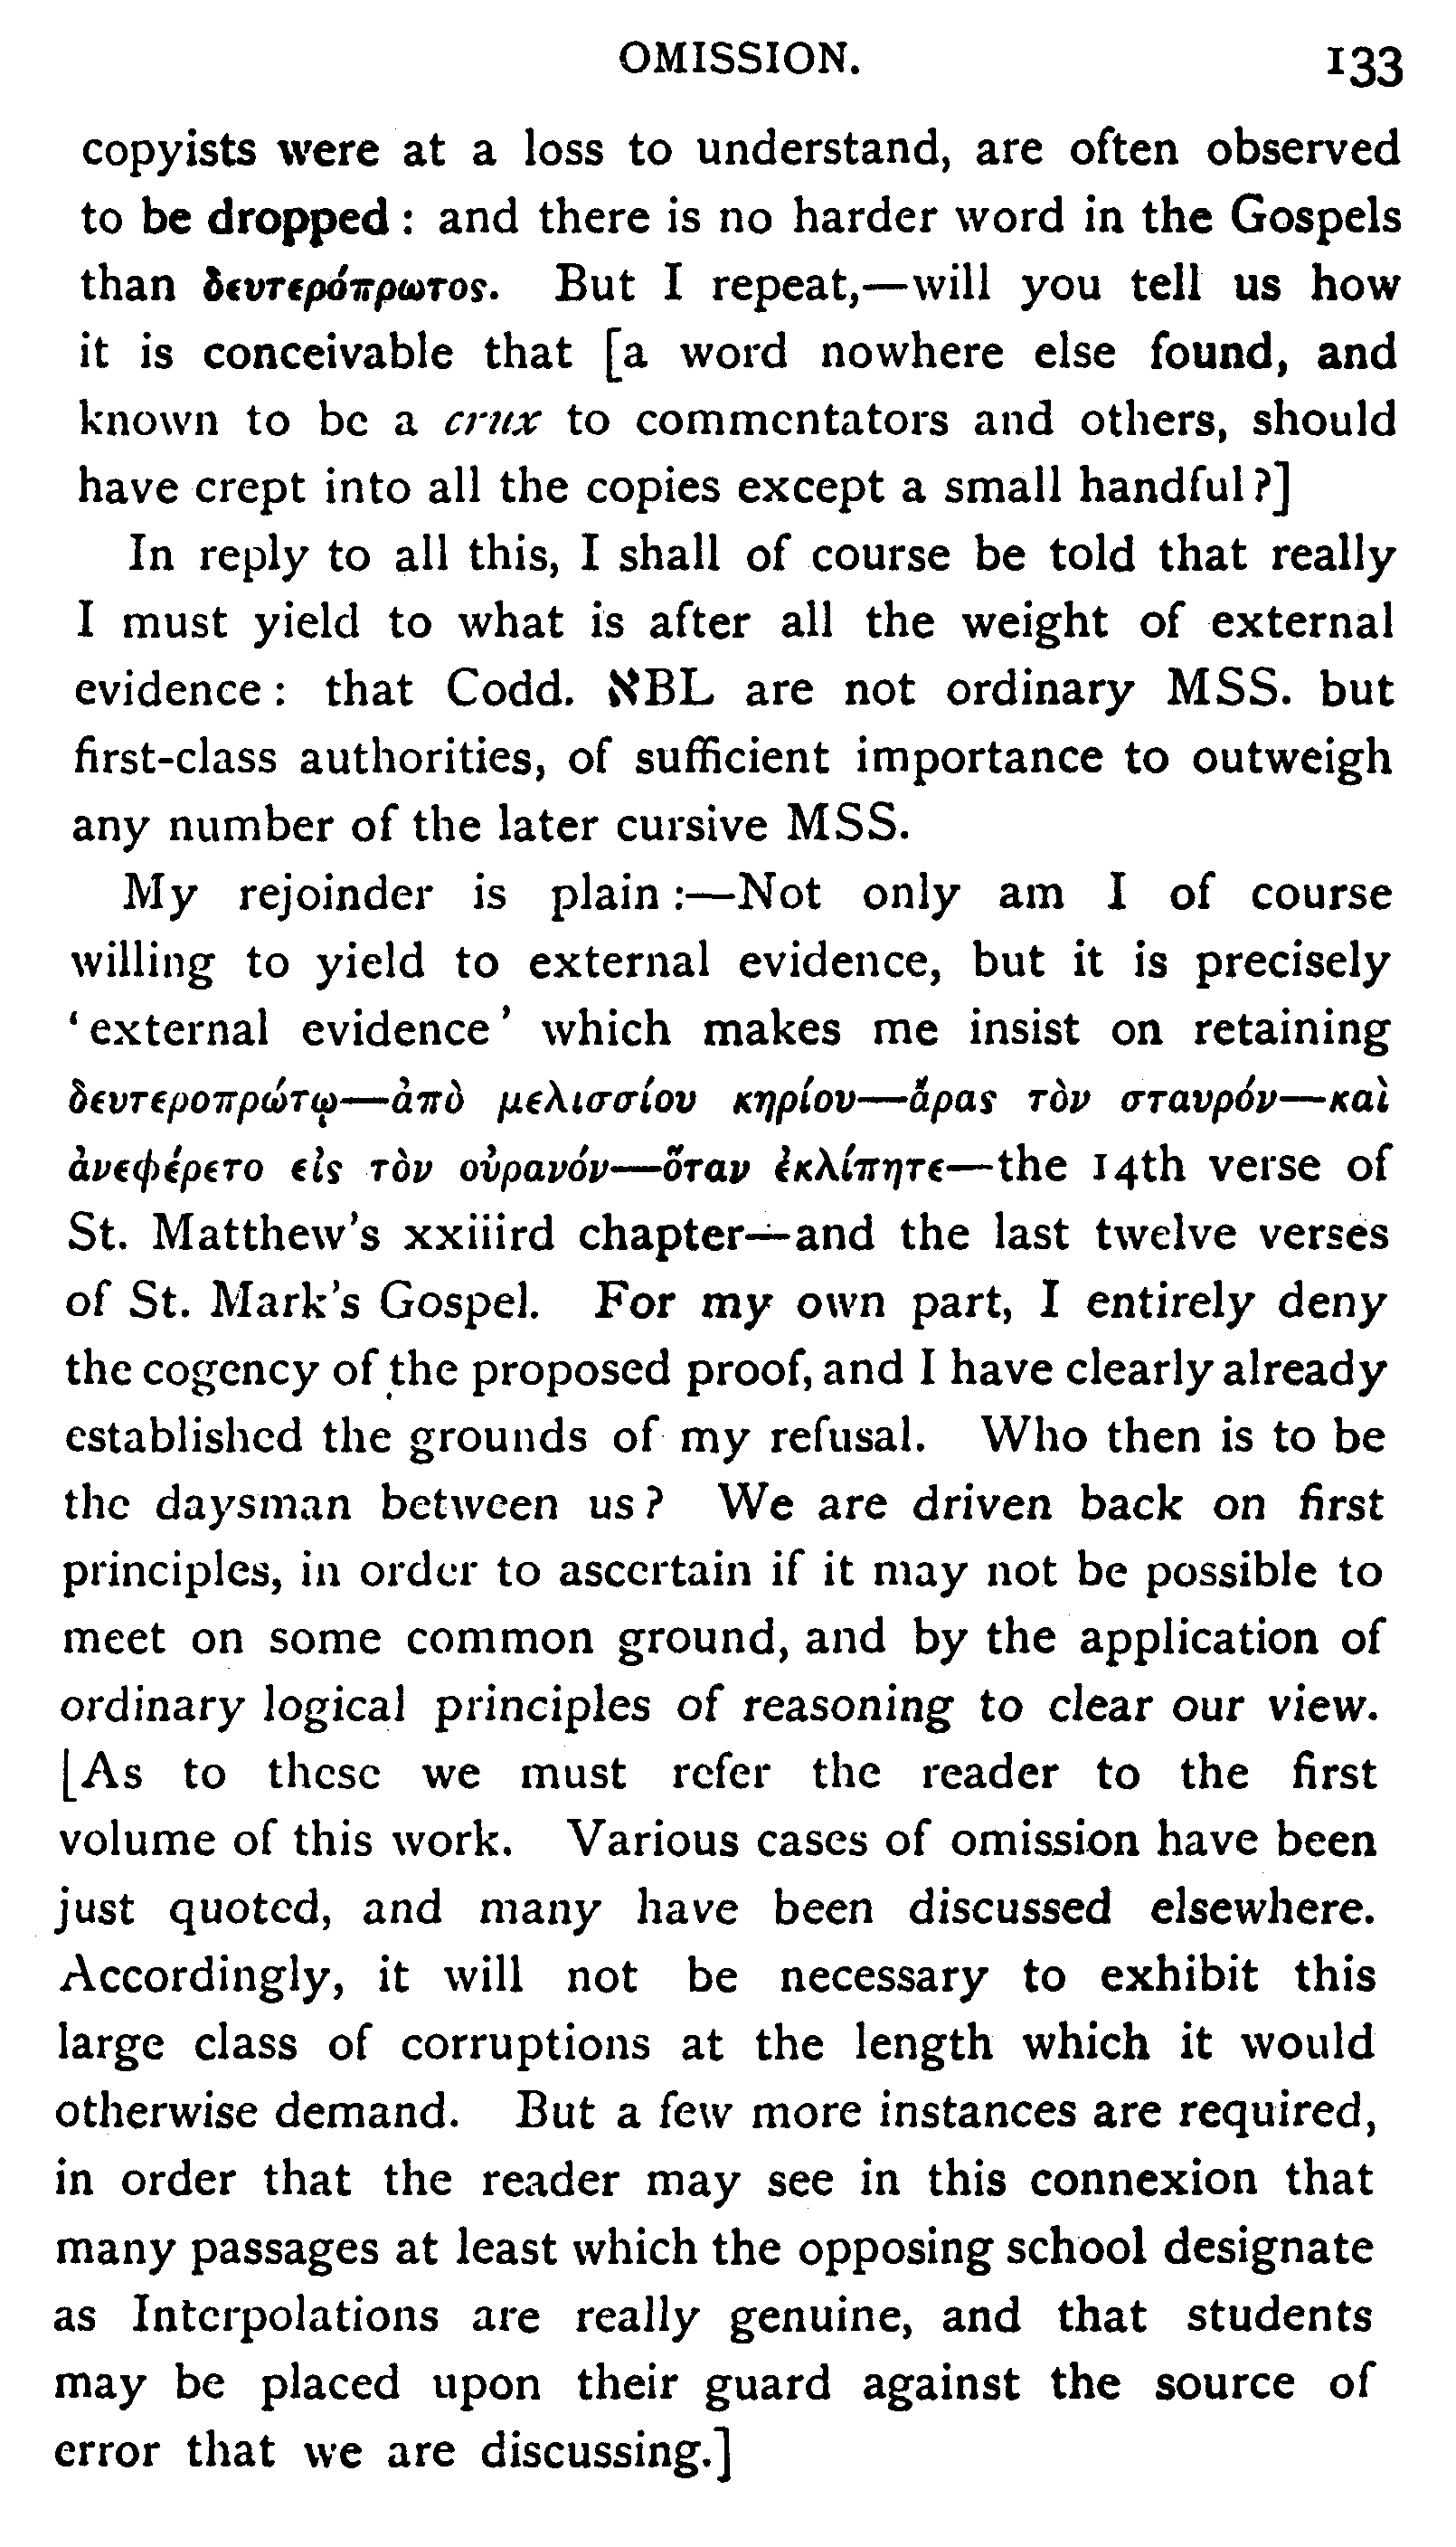 OMISSION. 133
copyists were at a loss to understand, are often observed
to be dropped : and there is no harder word in the Gospels
than δευτερόπρωτος. But I repeat,—will you tell us how
it is conceivable that [a word nowhere else found, and
known to be a crux to commentators and others, should
have crept into all the copies except a small handful ?]
In reply to all this, I shall of course be told that really
I must yield to what is after all the weight of external
evidence : that Codd. אBL are not ordinary MSS. but
first-class authorities, of sufficient importance to outweigh
any number of the later cursive MSS.
My rejoinder is plain :—Not only am I of course
willing to yield to external evidence, but it is precisely
‘external evidence’ which makes me insist on retaining
δευτεροπρώτῳ—ἀπὸ μελισσίου κηρίου—ἄρας τὸν σταυρόν—καὶ
ἀνεφέρετο εἰς τὸν οὐρανόν—ὅταν ἐκλίπητε—the 14th verse of
St. Matthew's xxiiird chapter—and the last twelve verses
of St. Mark's Gospel. For my own part, I entirely deny
the cogency of the proposed proof, and I have clearly already
established the grounds of my refusal. Who then is to be
the daysman between us ? We are driven back on first
principles, in order to ascertain if it may not be possible to
meet on some common ground, and by the application of
ordinary logical principles of reasoning to clear our view.
[As to these we must refer the reader to the first
volume of this work. Various cases of omission have been
just quoted, and many have been discussed elsewhere.
Accordingly, it will not be necessary to exhibit this
large class of corruptions at the length which it would
otherwise demand. But a few more instances are required,
in order that the reader may see in this connexion that
many passages at least which the opposing school designate
as Interpolations are really genuine, and that students
may be placed upon their guard against the source of
error that we are discussing.]